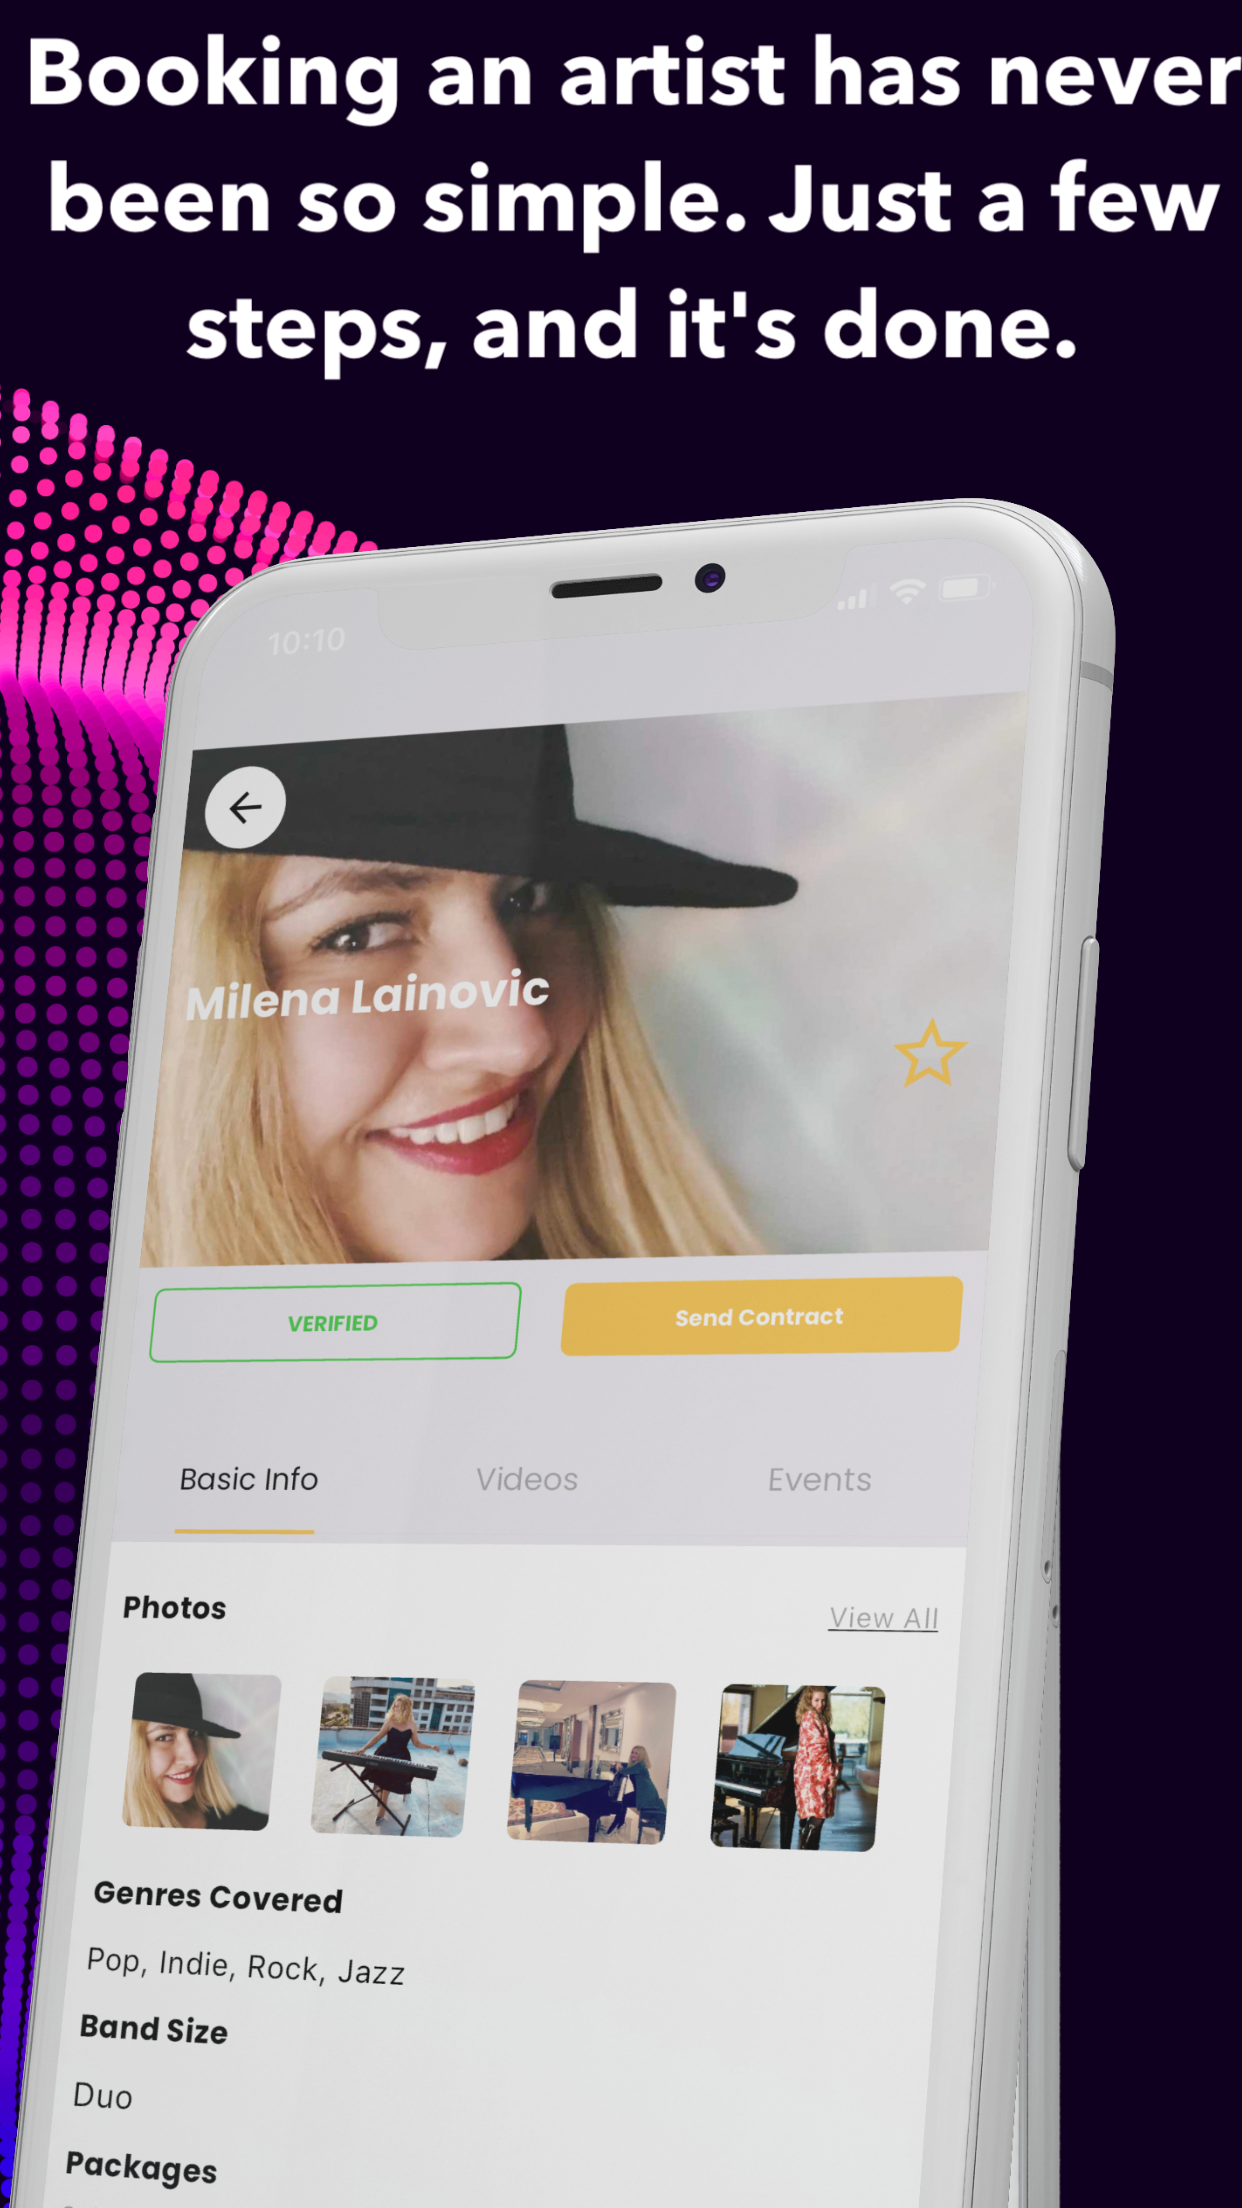 Booking an artist has never
been so simple. Just a few
steps, and it's done.
10:10
Milena Lainovic
VERIFIED
Send Contract
Basic Info
Videos
Events
Photos
View All
Genres Covered
Pop, Indie, Rock, Jazz
Band Size
Duo
Packages